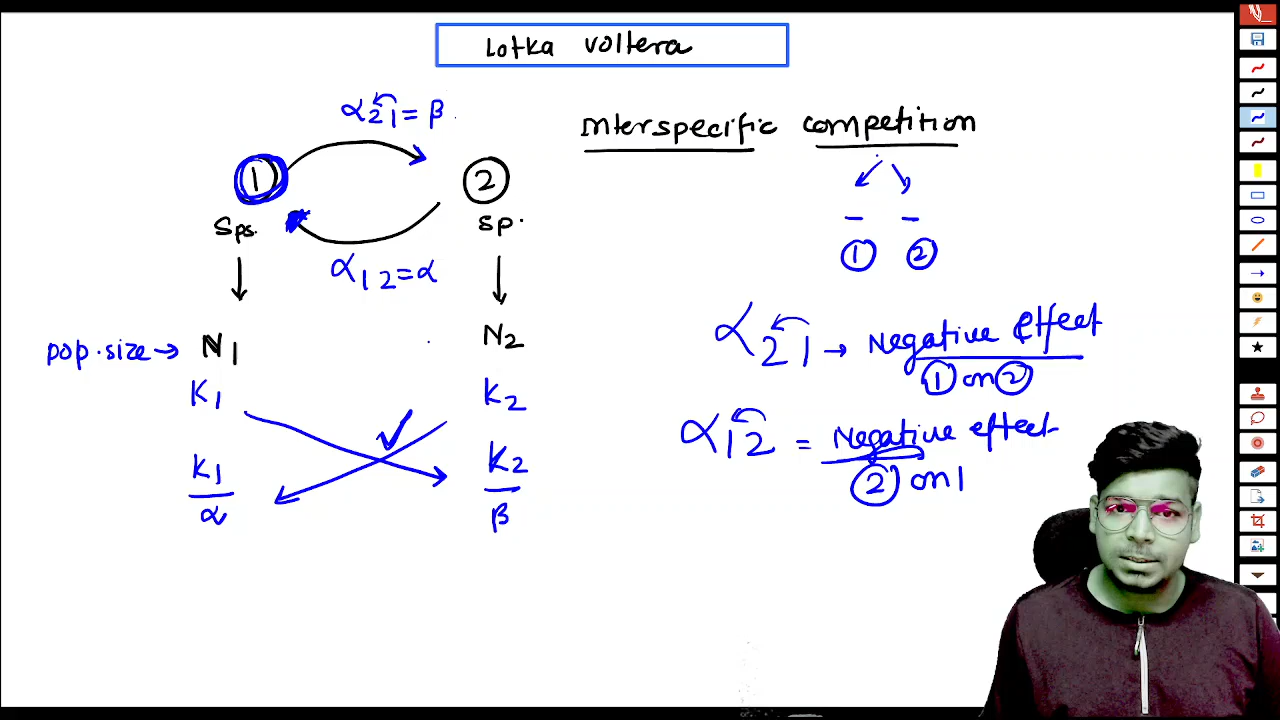 Lotka voltera
α21 = β
Interspecific competition
1
2
Sps.
sp.
α12 = α
1
2
pop. size → N1
N2
K1
K2
K1/α
K2/β
α21 → Negative effect
1 on 2
α12 = Negative effect
2 on 1